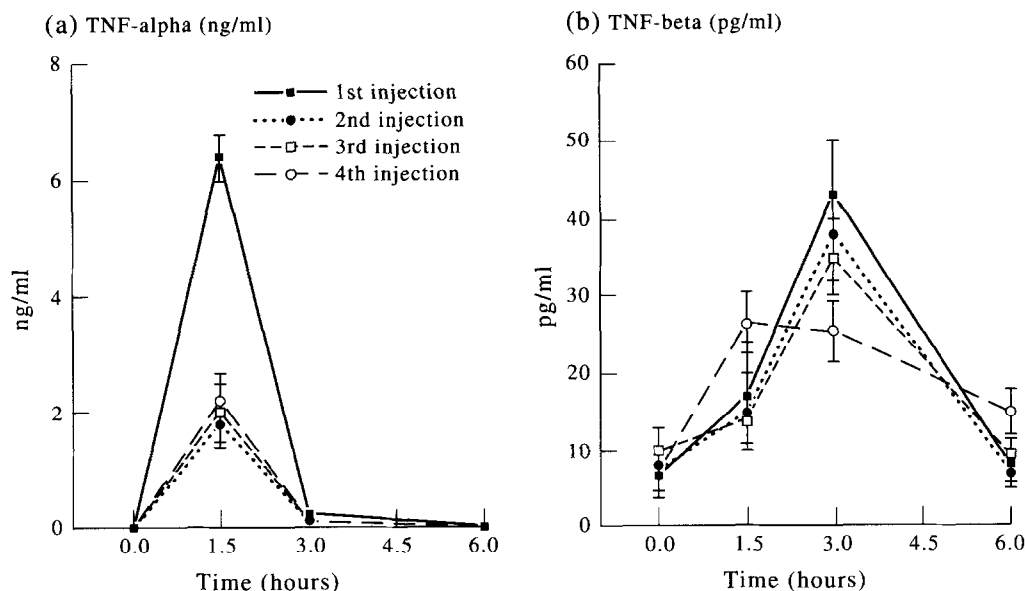 (a) TNF-alpha (ng/ml)
8
6
4
2
0
ng/ml
1st injection
2nd injection
3rd injection
4th injection
0.0 1.5 3.0 4.5 6.0
Time (hours)
(b) TNF-beta (pg/ml)
60
50
40
30
20
10
0
pg/ml
0.0 1.5 3.0 4.5 6.0
Time (hours)